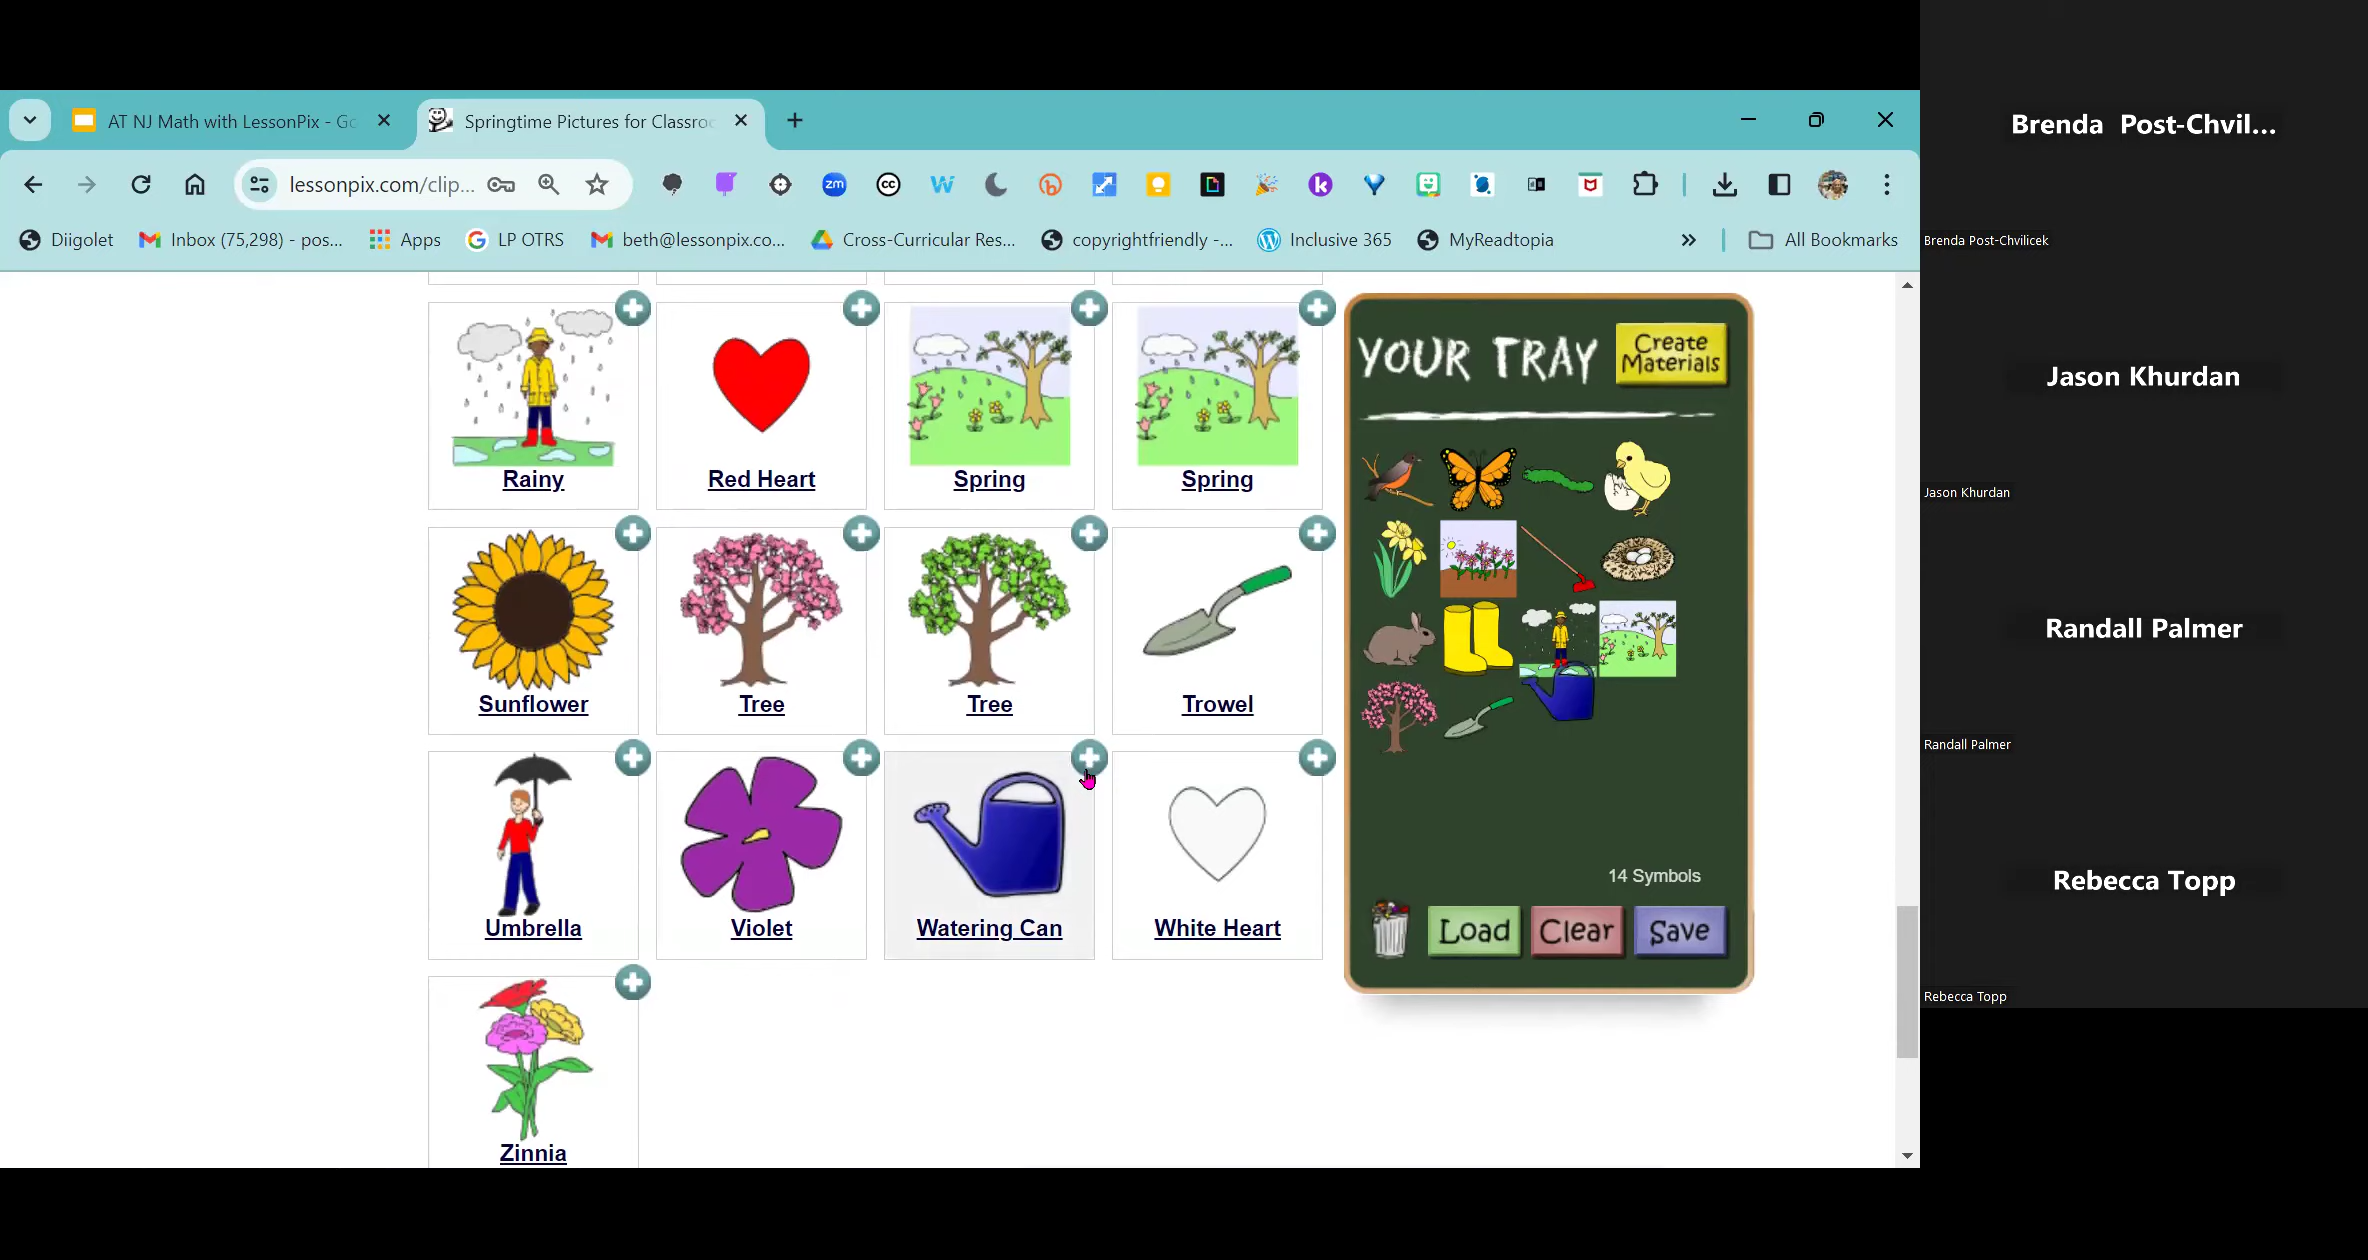 AT NJ Math with LessonPix - Go
Springtime Pictures for Classroo
lessonpix.com/clip...
zm
cc
W
k
Diigolet
Inbox (75,298) - pos...
Apps
LP OTRS
beth@lessonpix.co...
Cross-Curricular Res...
copyrightfriendly -...
Inclusive 365
MyReadtopia
»
All Bookmarks
Rainy
Red Heart
Spring
Spring
Sunflower
Tree
Tree
Trowel
Umbrella
Violet
Watering Can
White Heart
Zinnia
YOUR TRAY
Create
Materials
14 Symbols
Load
Clear
Save
Brenda Post-Chvil...
Brenda Post-Chvilicek
Jason Khurdan
Jason Khurdan
Randall Palmer
Randall Palmer
Rebecca Topp
Rebecca Topp